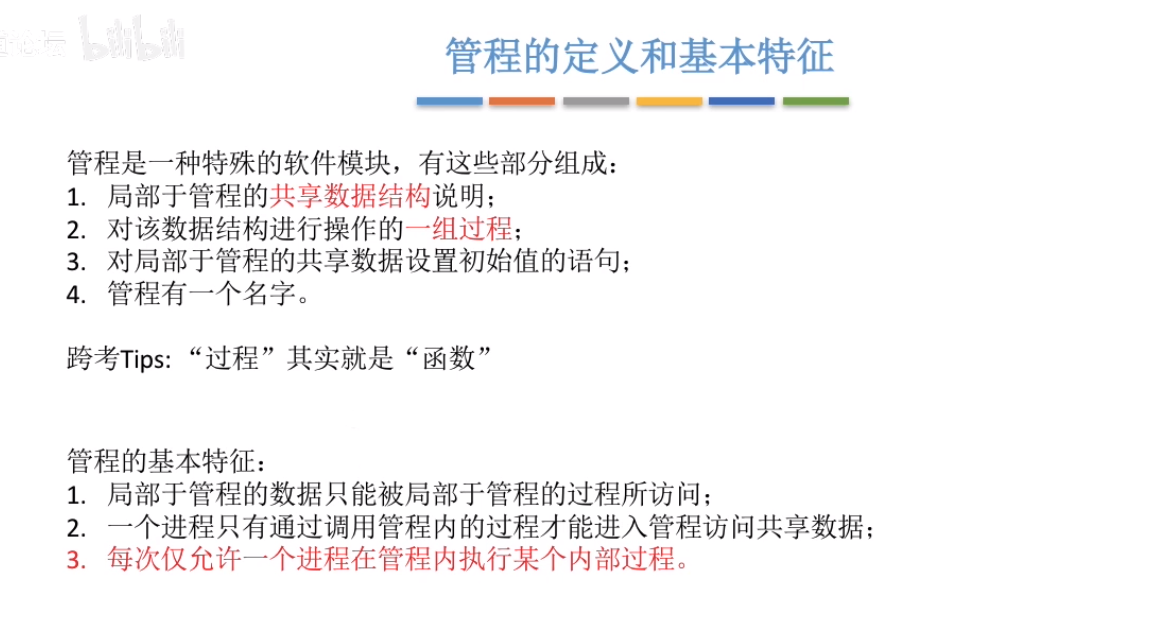 bilibili
管程的定义和基本特征
管程是一种特殊的软件模块，有这些部分组成：
1. 局部于管程的共享数据结构说明；
2. 对该数据结构进行操作的一组过程；
3. 对局部于管程的共享数据设置初始值的语句；
4. 管程有一个名字。
跨考Tips: “过程”其实就是“函数”
管程的基本特征：
1. 局部于管程的数据只能被局部于管程的过程所访问；
2. 一个进程只有通过调用管程内的过程才能进入管程访问共享数据；
3. 每次仅允许一个进程在管程内执行某个内部过程。